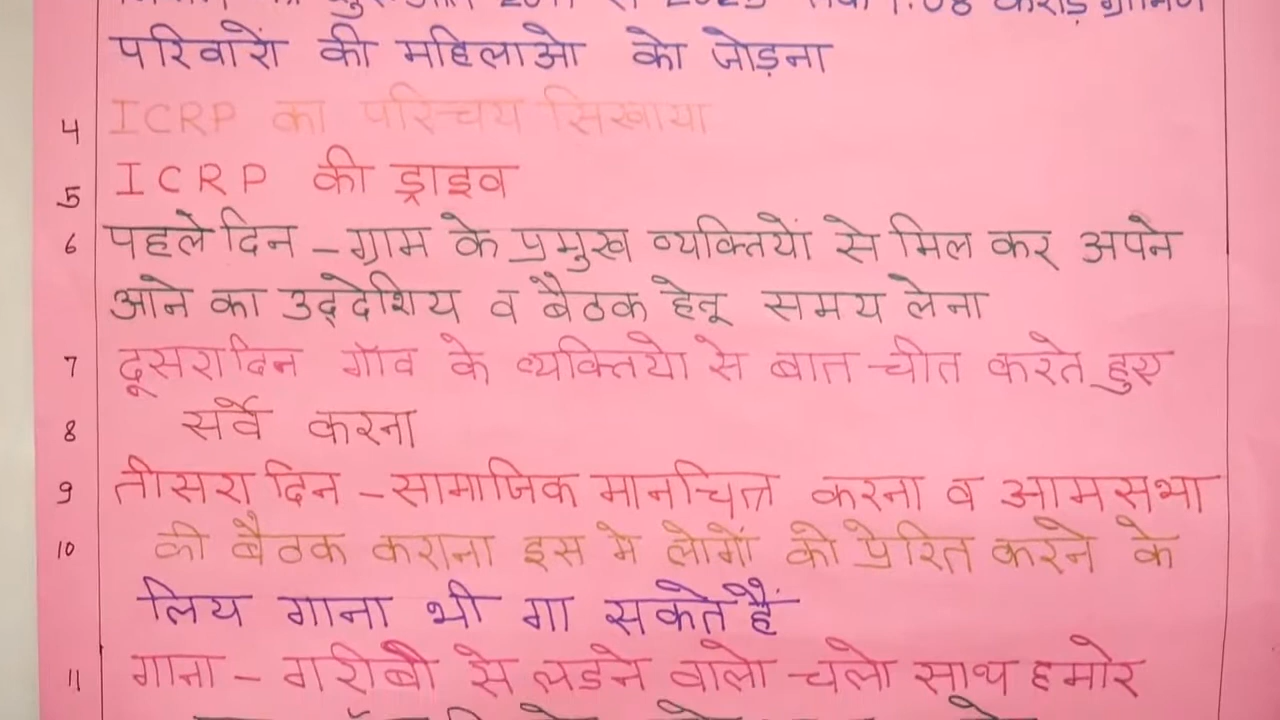 परिवारों की महिलाओ को जोड़ना
4 ICRP का परिचय सिखाया
5 ICRP की ड्राइव
6 पहले दिन – ग्राम के प्रमुख व्यक्तियों से मिल कर अपने
आने का उद्देशिय व बैठक हेतू समय लेना
7 दूसरा दिन गाँव के व्यक्तियो से बात चीत करते हुए
8 सर्वे करना
9 तीसरा दिन – सामाजिक मानचित्र करना व आमसभा
10 की बैठक कराना इस मे लोगों को प्रेरित करने के
लिय गाना भी गा सकते हैं
11 गाना – गरीबी से लडने वालो चलो साथ हमारे